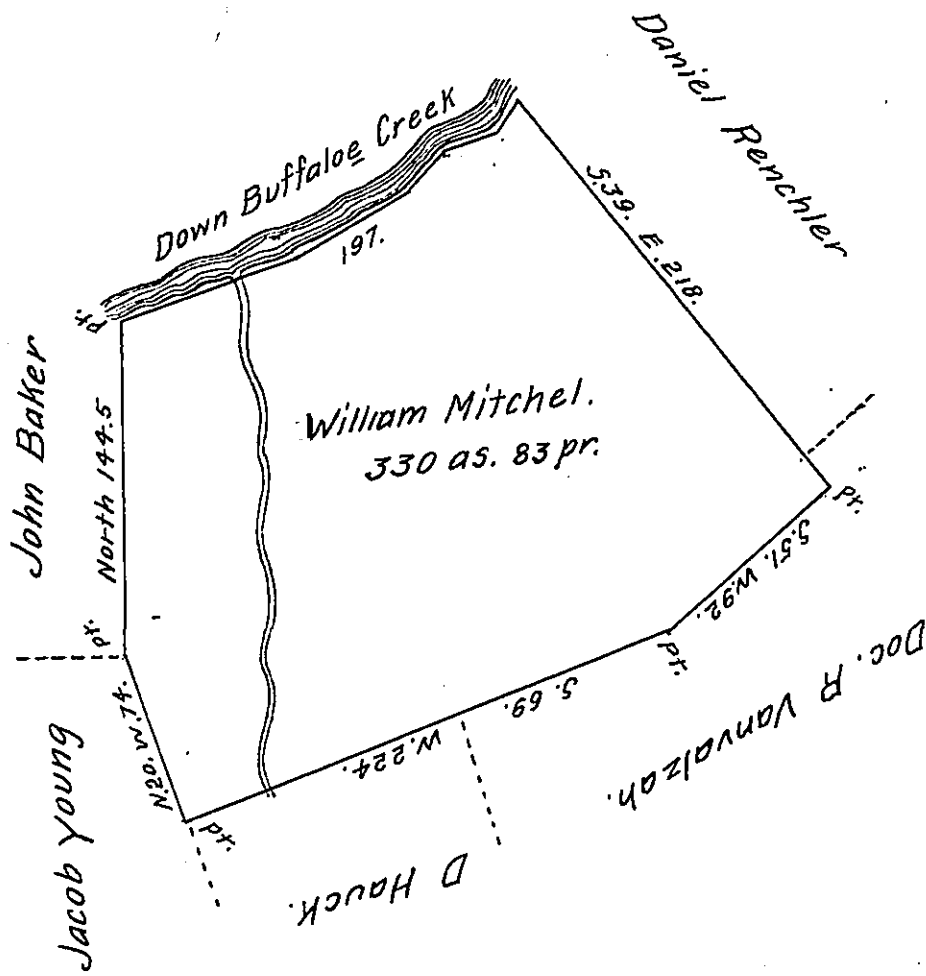 Daniel Renchler
Down Buffaloe Creek
197.
S.39. E.218.
pt.
John Baker
North 144.5
William Mitchel.
330 as. 83 pr.
pt.
pt.
S.51. W.92.
pt.
S. 69. W.224.
N.20. W.74.
pt.
Jacob Young
D Hauck.
Doc. R Vanvalzah.